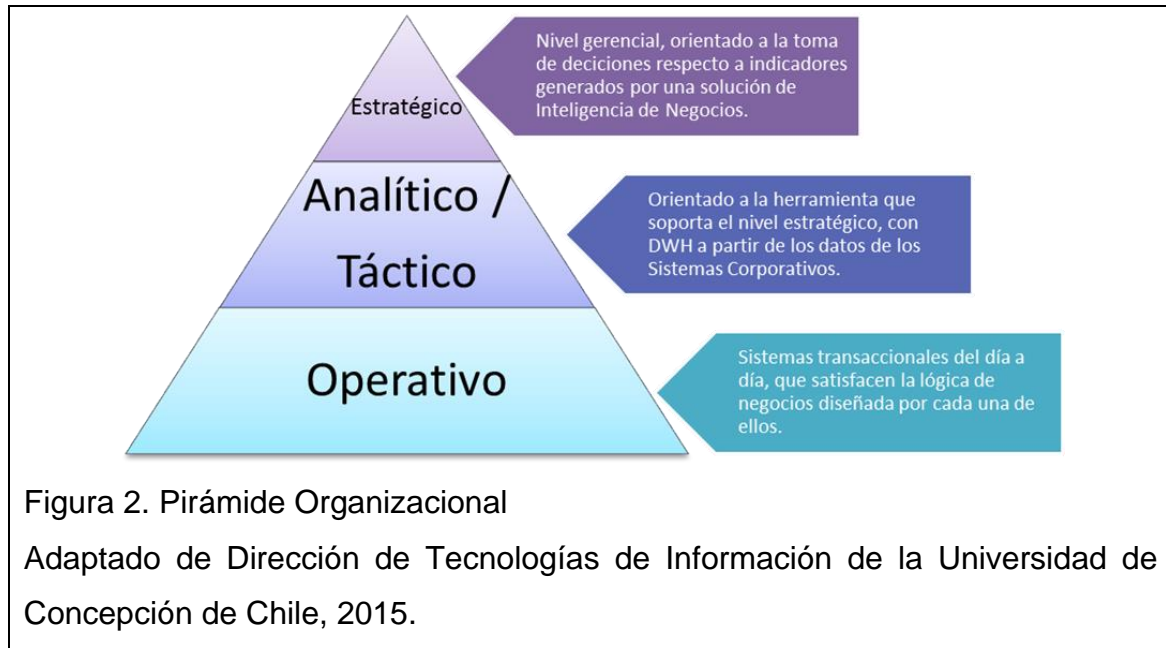 Estratégico
Nivel gerencial, orientado a la toma
de deciciones respecto a indicadores
generados por una solución de
Inteligencia de Negocios.
Analítico /
Táctico
Orientado a la herramienta que
soporta el nivel estratégico, con
DWH a partir de los datos de los
Sistemas Corporativos.
Operativo
Sistemas transaccionales del día a
día, que satisfacen la lógica de
negocios diseñada por cada una de
ellos.
Figura 2. Pirámide Organizacional
Adaptado de Dirección de Tecnologías de Información de la Universidad de
Concepción de Chile, 2015.